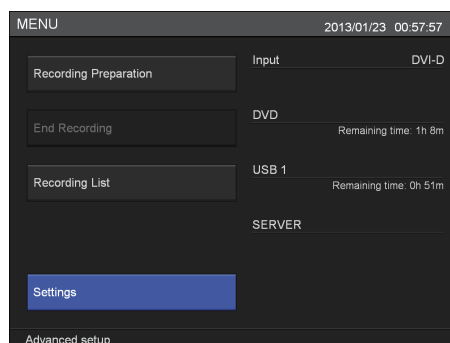 MENU 2013/01/23 00:57:57
Recording Preparation
Input DVI-D
End Recording
DVD
Remaining time: 1h 8m
Recording List
USB 1
Remaining time: 0h 51m
SERVER
Settings
Advanced setup